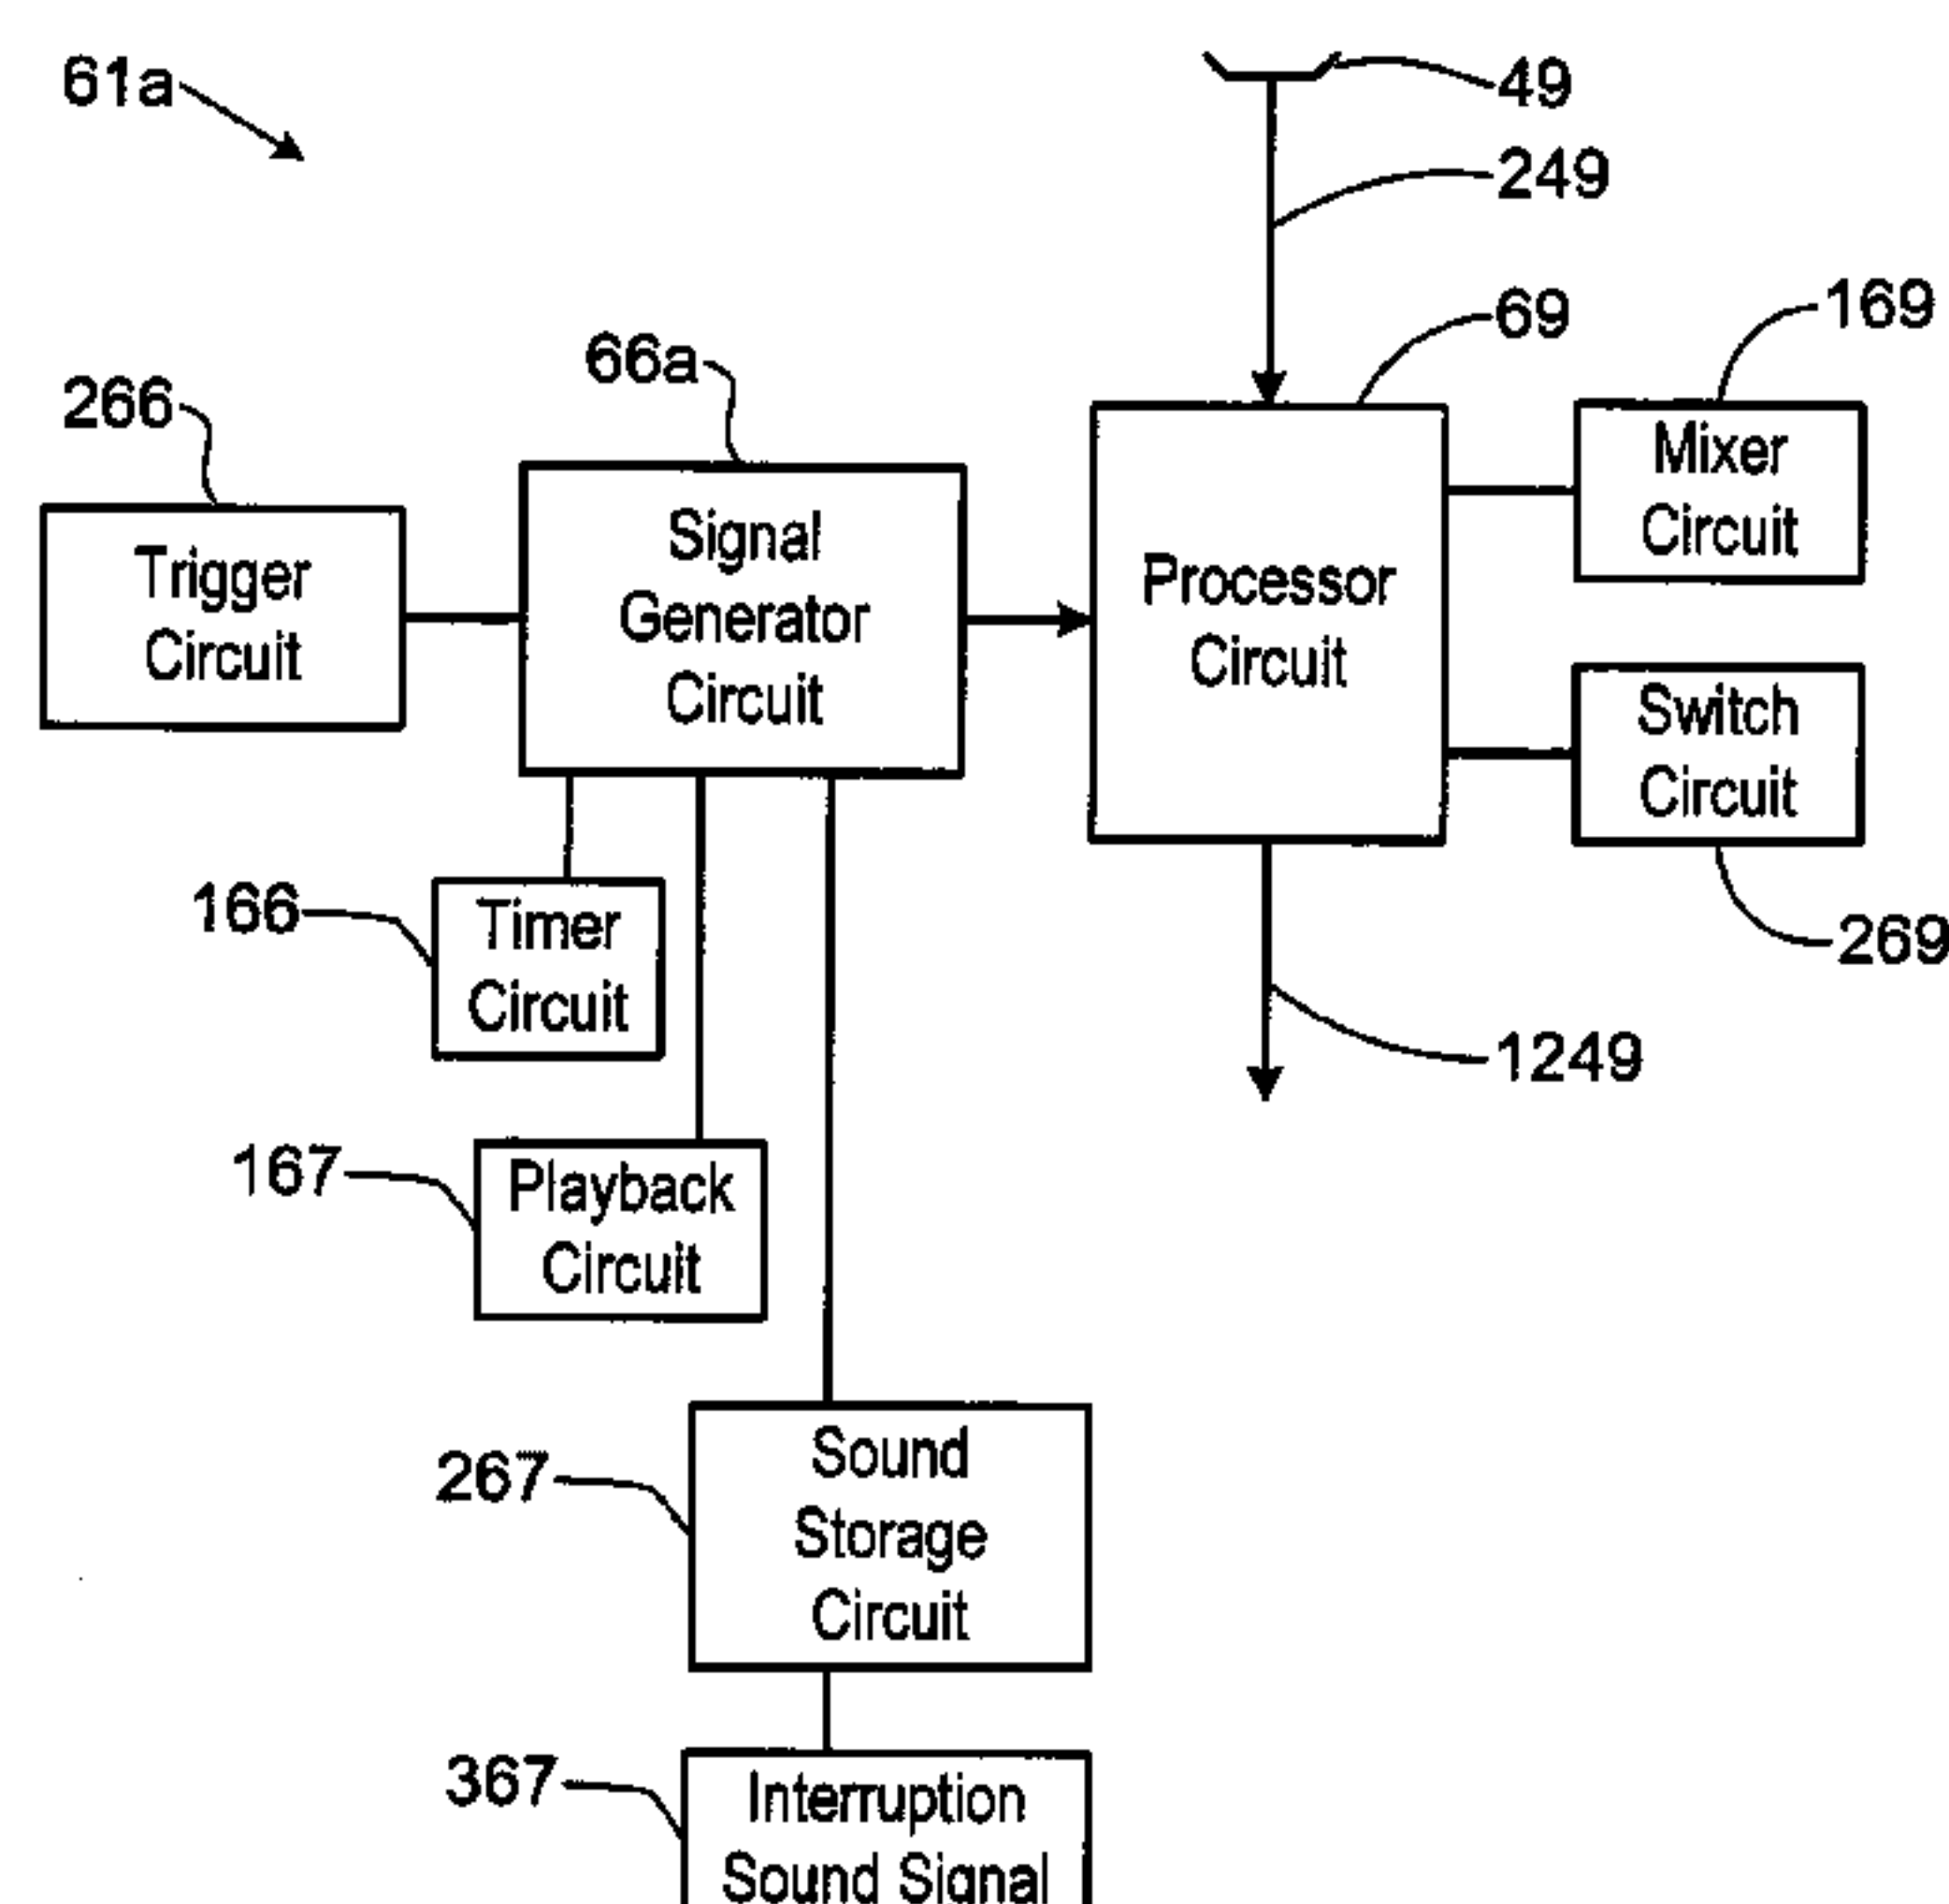 61a
49
249
69
169
66a
266
Mixer
Circuit
Signal
Generator
Circuit
Trigger
Circuit
Processor
Circuit
Switch
Circuit
166
Timer
Circuit
269
1249
167
Playback
Circuit
267
Sound
Storage
Circuit
367
Interruption
Sound Signal